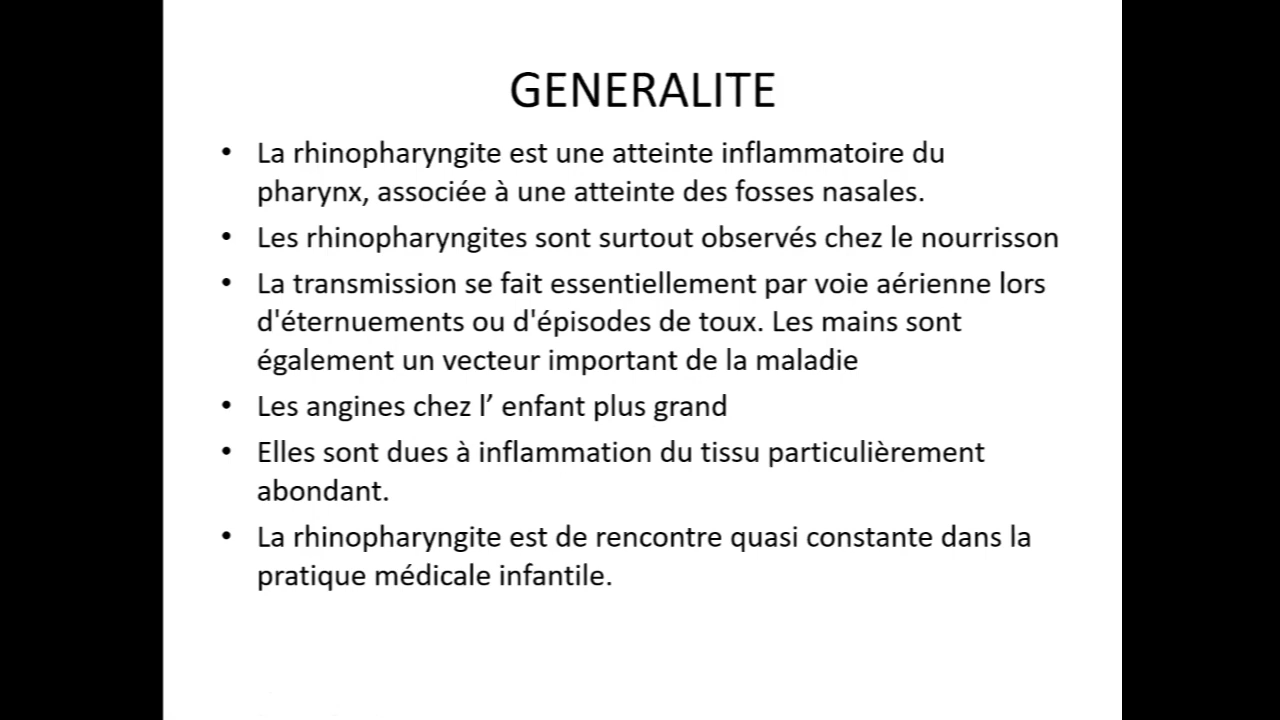 GENERALITE
• La rhinopharyngite est une atteinte inflammatoire du
pharynx, associée à une atteinte des fosses nasales.
• Les rhinopharyngites sont surtout observés chez le nourrisson
• La transmission se fait essentiellement par voie aérienne lors
d'éternuements ou d'épisodes de toux. Les mains sont
également un vecteur important de la maladie
• Les angines chez l’ enfant plus grand
• Elles sont dues à inflammation du tissu particulièrement
abondant.
• La rhinopharyngite est de rencontre quasi constante dans la
pratique médicale infantile.